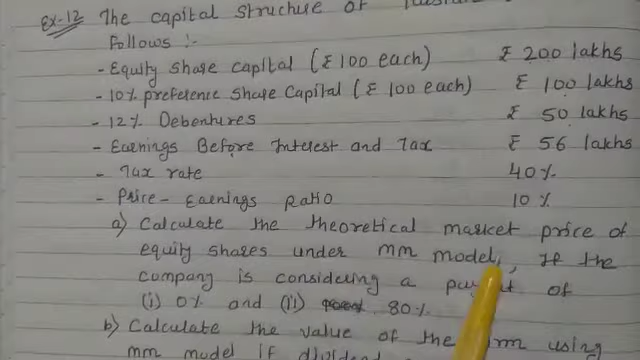 Ex-12 The capital structure of
follows :-
- Equity share capital (₹ 100 each) ₹ 200 lakhs
- 10% preference share Capital (₹ 100 each) ₹ 100 lakhs
- 12% Debentures ₹ 50 lakhs
- Earnings Before Interest and Tax ₹ 56 lakhs
- Tax rate 40%
- Price-Earnings Ratio 10%
a) Calculate the theoretical market price of
equity shares under MM model, If the
company is considering a of
(i) 0% and (ii) 80%
b) Calculate the value of the using
MM model if